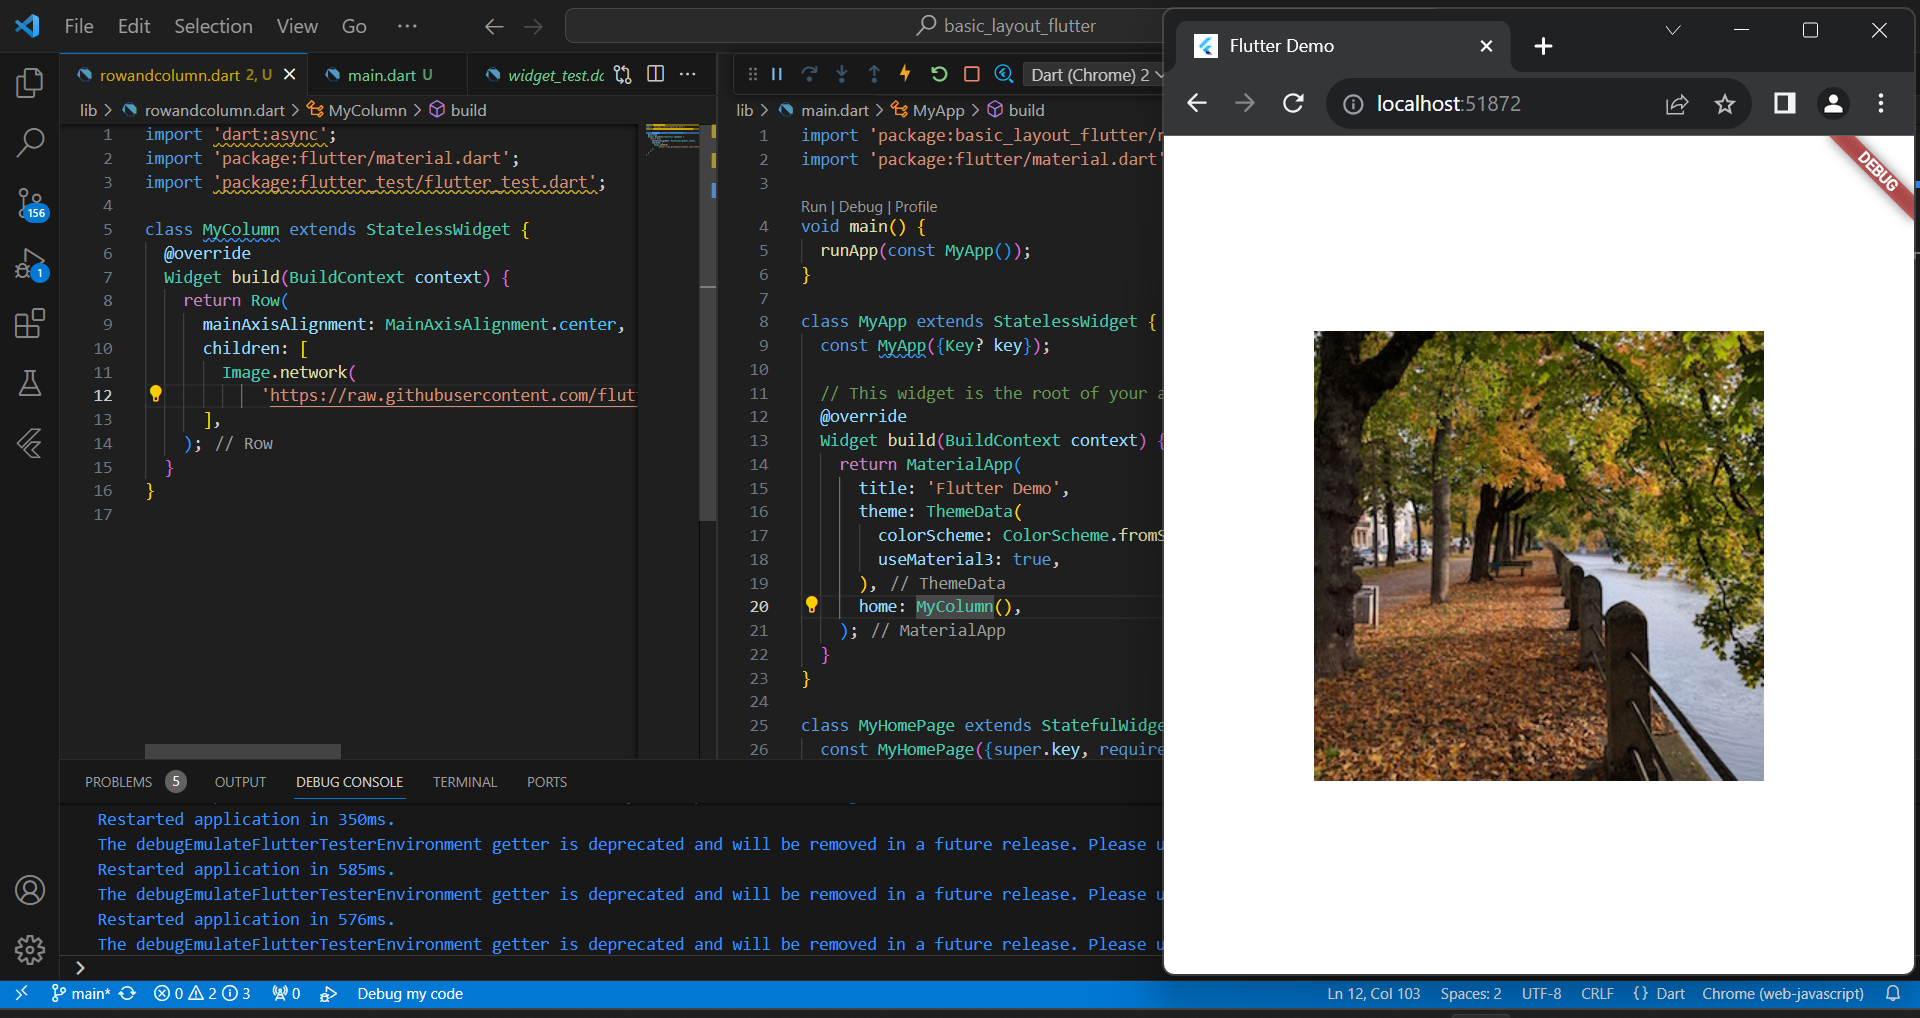 File Edit Selection View Go ··· basic_layout_flutter
rowandcolumn.dart 2, U main.dart U widget_test.dc
lib > rowandcolumn.dart > MyColumn > build
1 import 'dart:async';
2 import 'package:flutter/material.dart';
3 import 'package:flutter_test/flutter_test.dart';
4
5 class MyColumn extends StatelessWidget {
6 @override
7 Widget build(BuildContext context) {
8 return Row(
9 mainAxisAlignment: MainAxisAlignment.center,
10 children: [
11 Image.network(
12 'https://raw.githubusercontent.com/flut
13 ],
14 ); // Row
15 }
16 }
17
Dart (Chrome) 2
lib > main.dart > MyApp > build
1 import 'package:basic_layout_flutter/
2 import 'package:flutter/material.dart'
3
Run | Debug | Profile
4 void main() {
5 runApp(const MyApp());
6 }
7
8 class MyApp extends StatelessWidget {
9 const MyApp({Key? key});
10
11 // This widget is the root of your a
12 @override
13 Widget build(BuildContext context) {
14 return MaterialApp(
15 title: 'Flutter Demo',
16 theme: ThemeData(
17 colorScheme: ColorScheme.from
18 useMaterial3: true,
19 ), // ThemeData
20 home: MyColumn(),
21 ); // MaterialApp
22 }
23 }
24
25 class MyHomePage extends StatefulWidge
26 const MyHomePage({super.key, require
Flutter Demo
localhost:51872
DEBUG
156
1
PROBLEMS 5 OUTPUT DEBUG CONSOLE TERMINAL PORTS
Restarted application in 350ms.
The debugEmulateFlutterTesterEnvironment getter is deprecated and will be removed in a future release. Please u
Restarted application in 585ms.
The debugEmulateFlutterTesterEnvironment getter is deprecated and will be removed in a future release. Please u
Restarted application in 576ms.
The debugEmulateFlutterTesterEnvironment getter is deprecated and will be removed in a future release. Please u
>
main* 0 2 3 0 Debug my code Ln 12, Col 103 Spaces: 2 UTF-8 CRLF {} Dart Chrome (web-javascript)